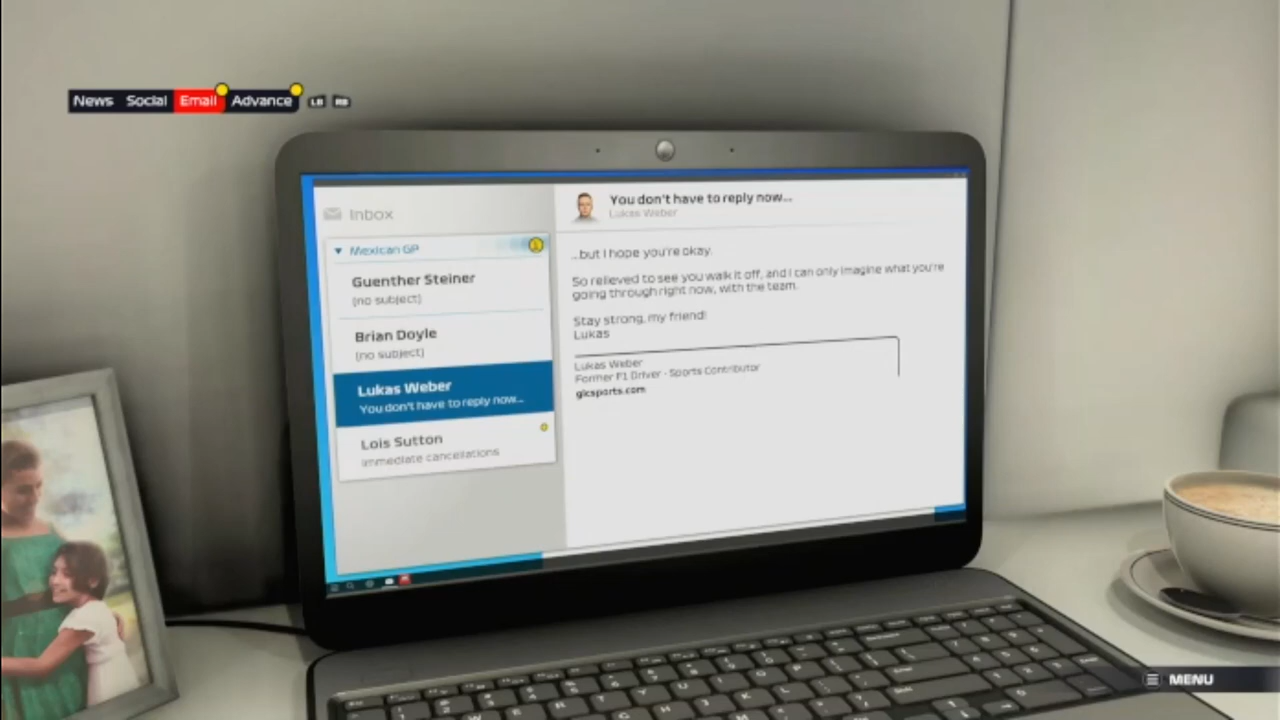 News Social Email Advance LB RB
Inbox
Mexican GP
Guenther Steiner
(no subject)
Brian Doyle
(no subject)
Lukas Weber
You don't have to reply now...
Lois Sutton
Immediate cancellations
You don't have to reply now...
Lukas Weber
...but I hope you're okay.
So relieved to see you walk it off, and I can only imagine what you're
going through right now, with the team.
Stay strong, my friend!
Lukas
Lukas Weber
Former F1 Driver - Sports Contributor
glcsports.com
MENU